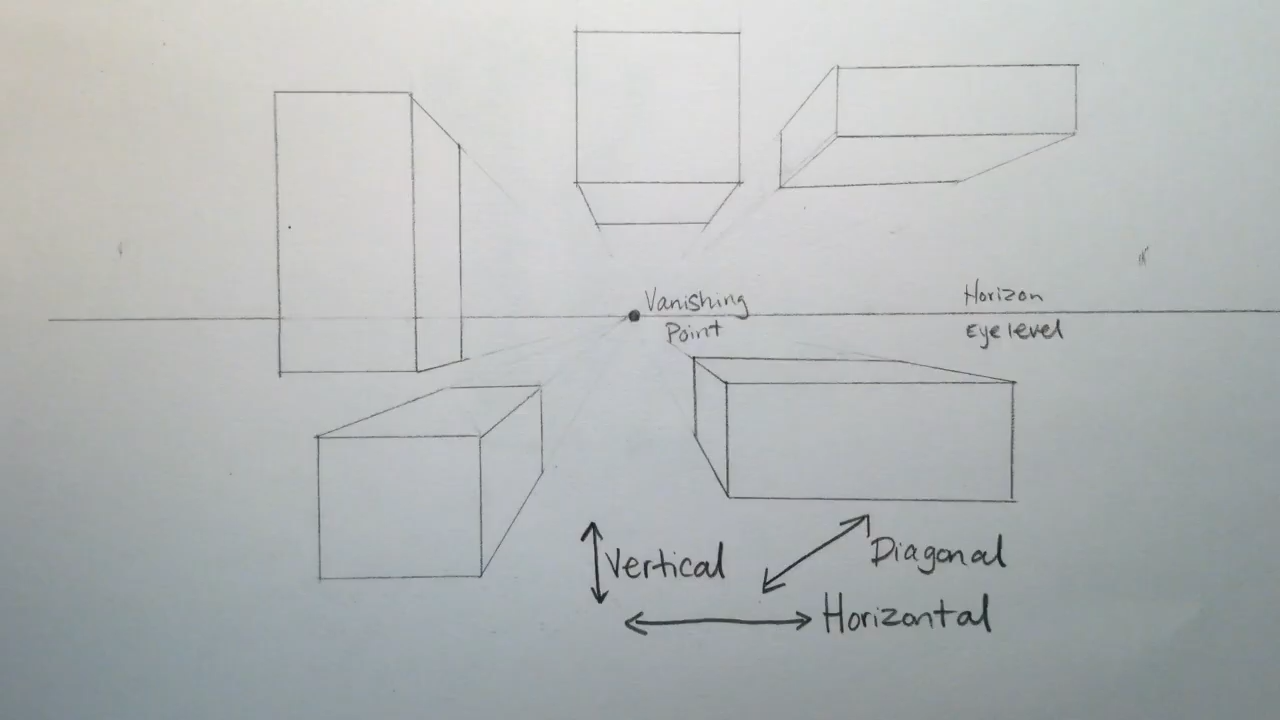 Vanishing
Point
Horizon
Eye level
Vertical
Diagonal
Horizontal